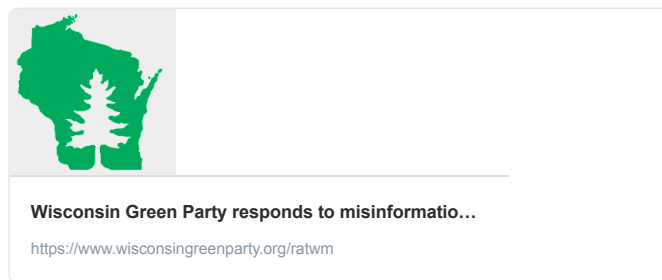 Wisconsin Green Party responds to misinformatio…
https://www.wisconsingreenparty.org/ratwm